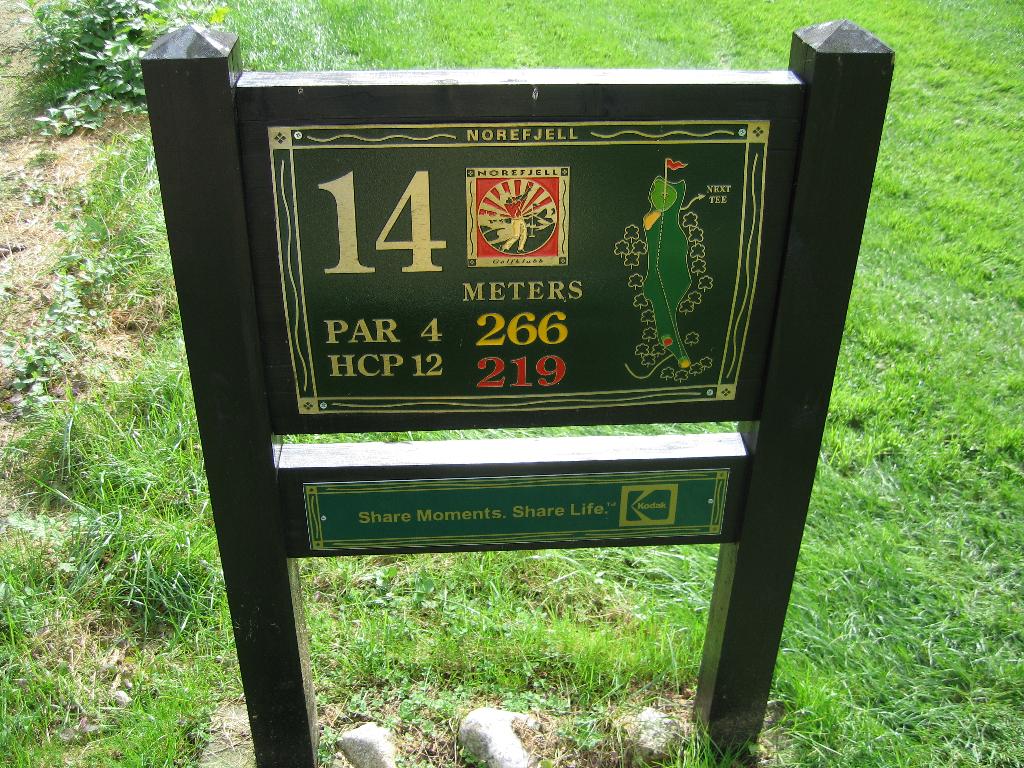 NOREFJELL
14
NOREFJELL
Golfklubb
NEXT
TEE
METERS
PAR 4 266
HCP 12 219
Share Moments. Share Life.™ Kodak